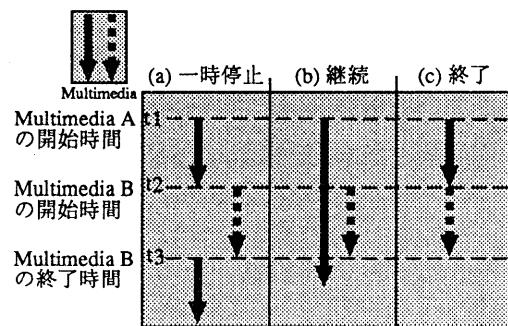 Multimedia
(a) 一時停止 (b) 継続 (c) 終了
Multimedia A
の開始時間
t1
Multimedia B
の開始時間
t2
Multimedia B
の終了時間
t3